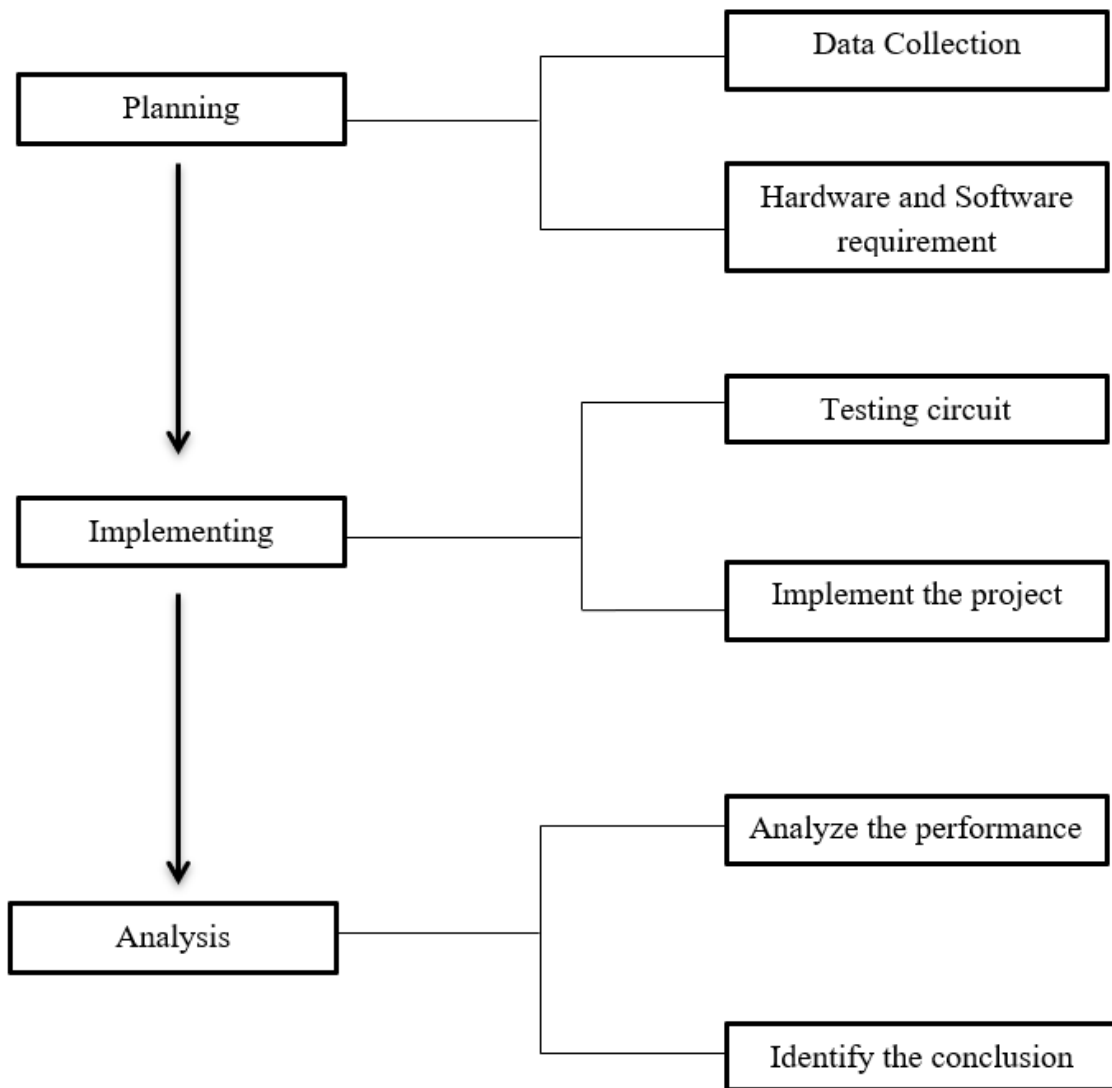 Data Collection
Planning
Hardware and Software
requirement
Testing circuit
Implementing
Implement the project
Analyze the performance
Analysis
Identify the conclusion